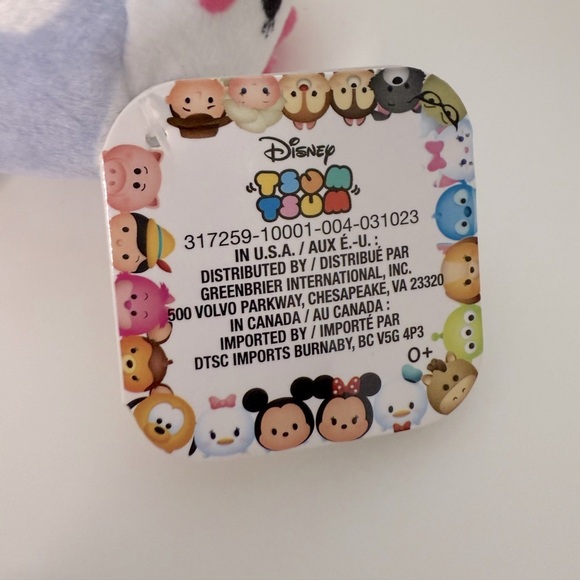 Disney
TSUM
TSUM
317259-10001-004-031023
IN U.S.A. / AUX É.-U. :
DISTRIBUTED BY / DISTRIBUÉ PAR
GREENBRIER INTERNATIONAL, INC.
500 VOLVO PARKWAY, CHESAPEAKE, VA 23320
IN CANADA / AU CANADA :
IMPORTED BY / IMPORTÉ PAR
DTSC IMPORTS BURNABY, BC V5G 4P3
0+